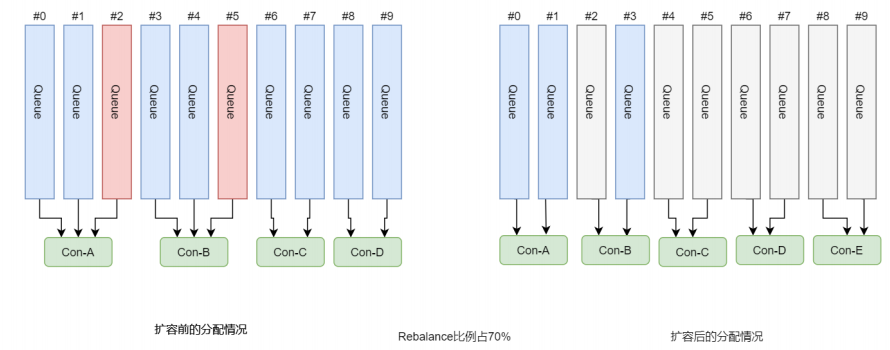 #0 #1 #2 #3 #4 #5 #6 #7 #8 #9
Queue Queue Queue Queue Queue Queue Queue Queue Queue Queue
Con-A Con-B Con-C Con-D
扩容前的分配情况
Rebalance比例占70%
#0 #1 #2 #3 #4 #5 #6 #7 #8 #9
Queue Queue Queue Queue Queue Queue Queue Queue Queue Queue
Con-A Con-B Con-C Con-D Con-E
扩容后的分配情况